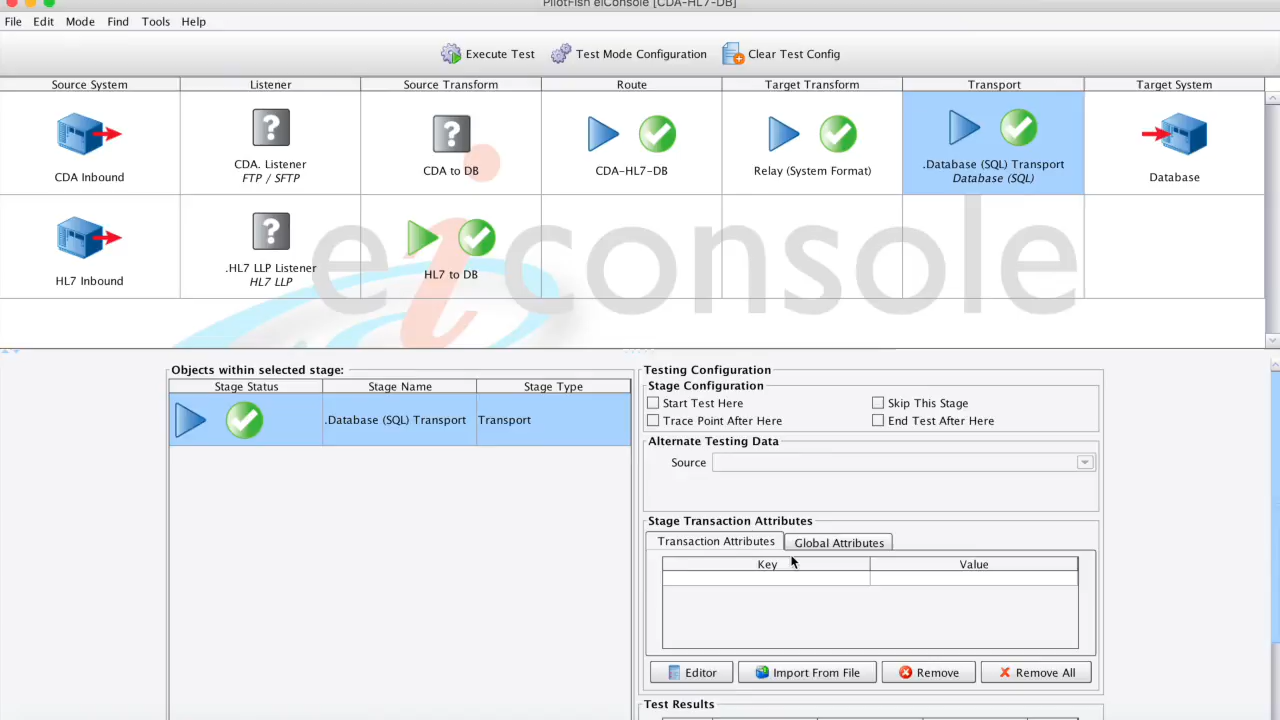 PilotFish eiConsole [CDA-HL7-DB]
File Edit Mode Find Tools Help
Execute Test Test Mode Configuration Clear Test Config
Source System Listener Source Transform Route Target Transform Transport Target System
CDA Inbound
CDA. Listener
FTP / SFTP
CDA to DB
CDA-HL7-DB
Relay (System Format)
.Database (SQL) Transport
Database (SQL)
Database
HL7 Inbound
.HL7 LLP Listener
HL7 LLP
HL7 to DB
eiconsole
Objects within selected stage:
Stage Status Stage Name Stage Type
.Database (SQL) Transport Transport
Testing Configuration
Stage Configuration
Start Test Here Skip This Stage
Trace Point After Here End Test After Here
Alternate Testing Data
Source
Stage Transaction Attributes
Transaction Attributes Global Attributes
Key Value
Editor Import From File Remove Remove All
Test Results